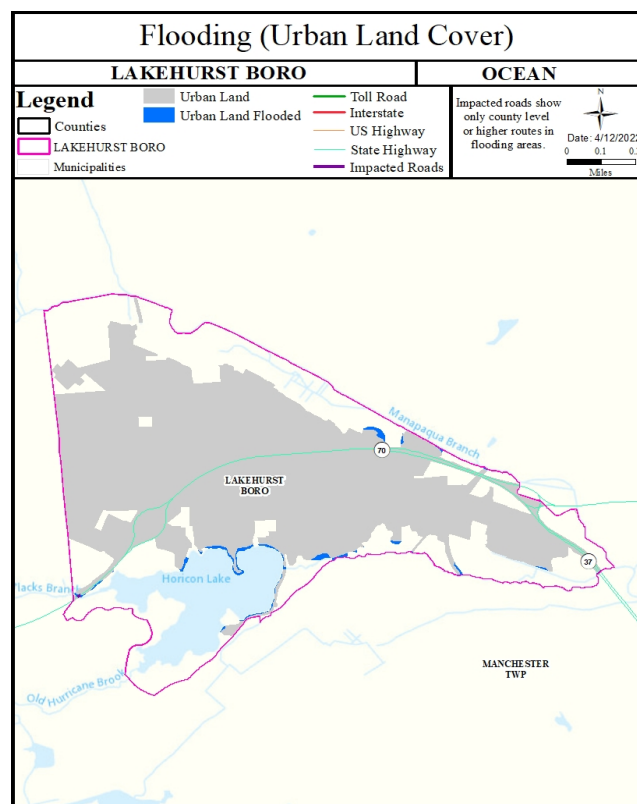 Flooding (Urban Land Cover)
LAKEHURST BORO
OCEAN
Legend
Counties
LAKEHURST BORO
Municipalities
Urban Land
Urban Land Flooded
Toll Road
Interstate
US Highway
State Highway
Impacted Roads
Impacted roads show
only county level
or higher routes in
flooding areas.
N
Date: 4/12/2022
0 0.1
Miles
Manapaqua Branch
70
LAKEHURST
BORO
Horicon Lake
37
MANCHESTER
TWP
Old Hurricane Brook